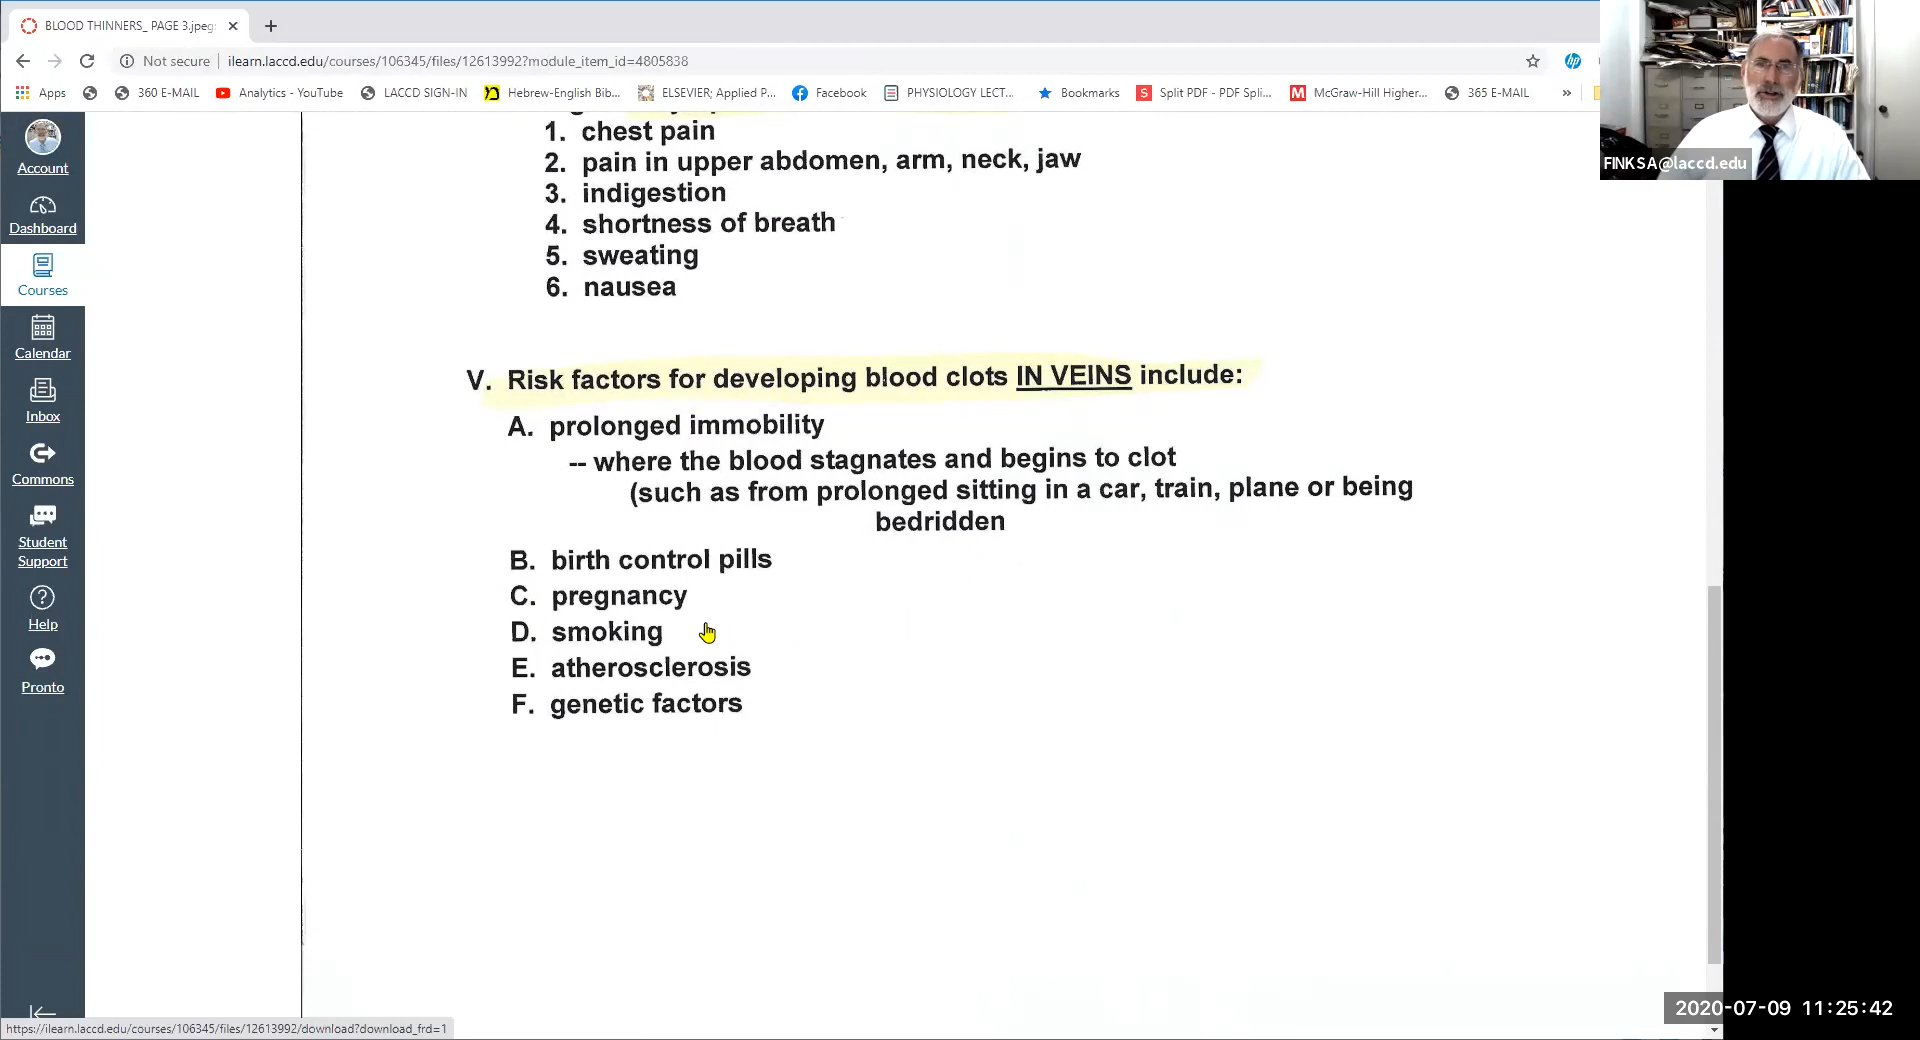 BLOOD THINNERS_ PAGE 3.jpeg:
Not secure
ilearn.laccd.edu/courses/106345/files/12613992?module_item_id=4805838
Apps
360 E-MAIL
Analytics - YouTube
LACCD SIGN-IN
Hebrew-English Bib...
ELSEVIER; Applied P...
Facebook
PHYSIOLOGY LECT...
Bookmarks
Split PDF - PDF Spli...
McGraw-Hill Higher...
365 E-MAIL
»
FINKSA@laccd.edu
Account
Dashboard
Courses
Calendar
Inbox
Commons
Student
Support
Help
Pronto
1. chest pain
2. pain in upper abdomen, arm, neck, jaw
3. indigestion
4. shortness of breath
5. sweating
6. nausea
V. Risk factors for developing blood clots IN VEINS include:
A. prolonged immobility
-- where the blood stagnates and begins to clot
(such as from prolonged sitting in a car, train, plane or being
bedridden
B. birth control pills
C. pregnancy
D. smoking
E. atherosclerosis
F. genetic factors
https://ilearn.laccd.edu/courses/106345/files/12613992/download?download_frd=1
2020-07-09 11:25:42